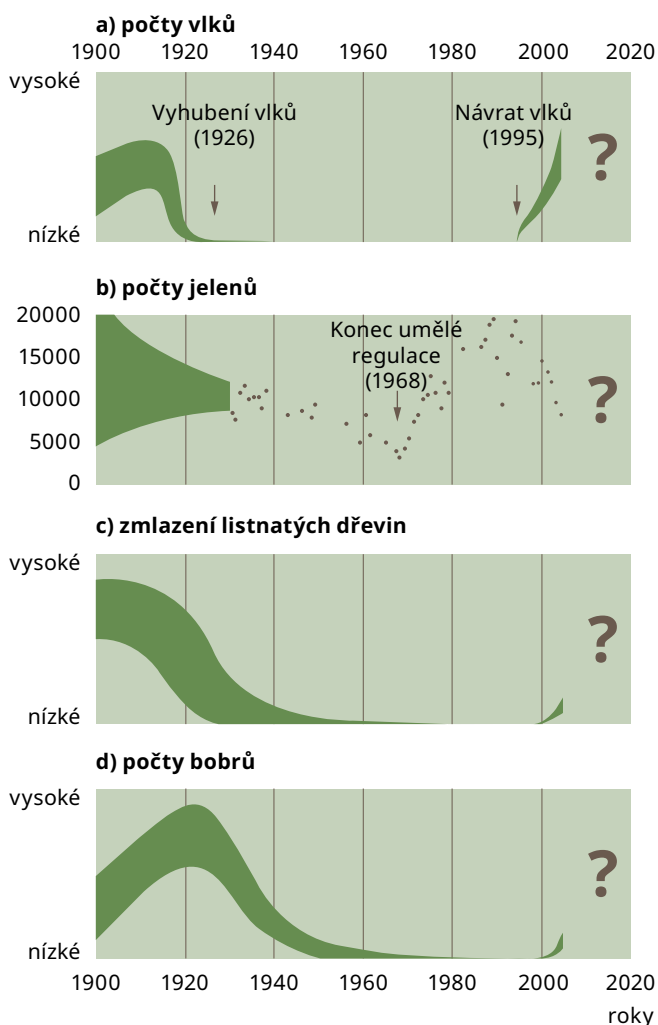 a) počty vlků
1900 1920 1940 1960 1980 2000 2020
vysoké
Vyhubení vlků
(1926)
Návrat vlků
(1995)
?
nízké
b) počty jelenů
20000
15000
10000
5000
0
Konec umělé
regulace
(1968)
?
c) zmlazení listnatých dřevin
vysoké
?
nízké
d) počty bobrů
vysoké
?
nízké
1900 1920 1940 1960 1980 2000 2020
roky